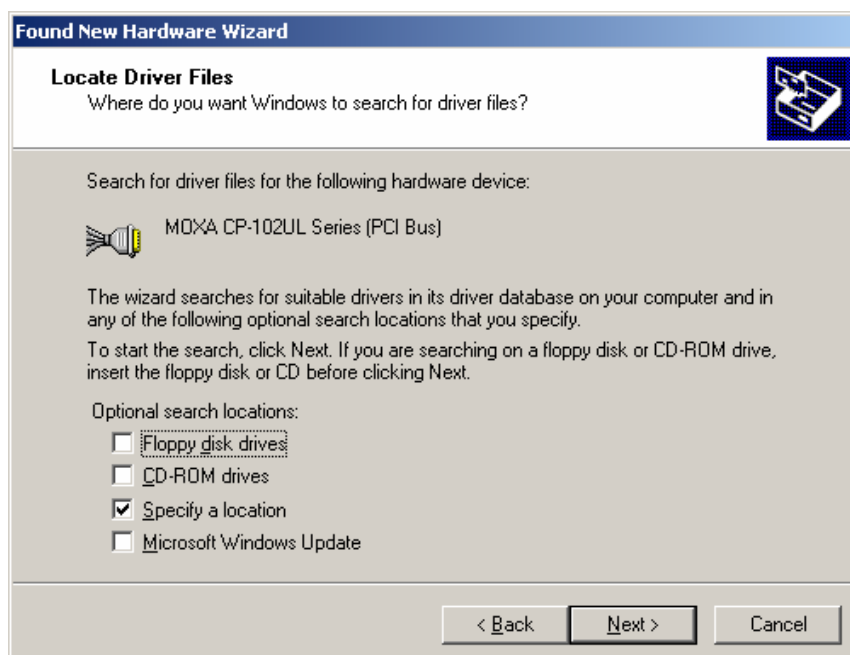 Found New Hardware Wizard
Locate Driver Files
Where do you want Windows to search for driver files?
Search for driver files for the following hardware device:
MOXA CP-102UL Series (PCI Bus)
The wizard searches for suitable drivers in its driver database on your computer and in
any of the following optional search locations that you specify.
To start the search, click Next. If you are searching on a floppy disk or CD-ROM drive,
insert the floppy disk or CD before clicking Next.
Optional search locations:
Floppy disk drives
CD-ROM drives
Specify a location
Microsoft Windows Update
< Back Next > Cancel